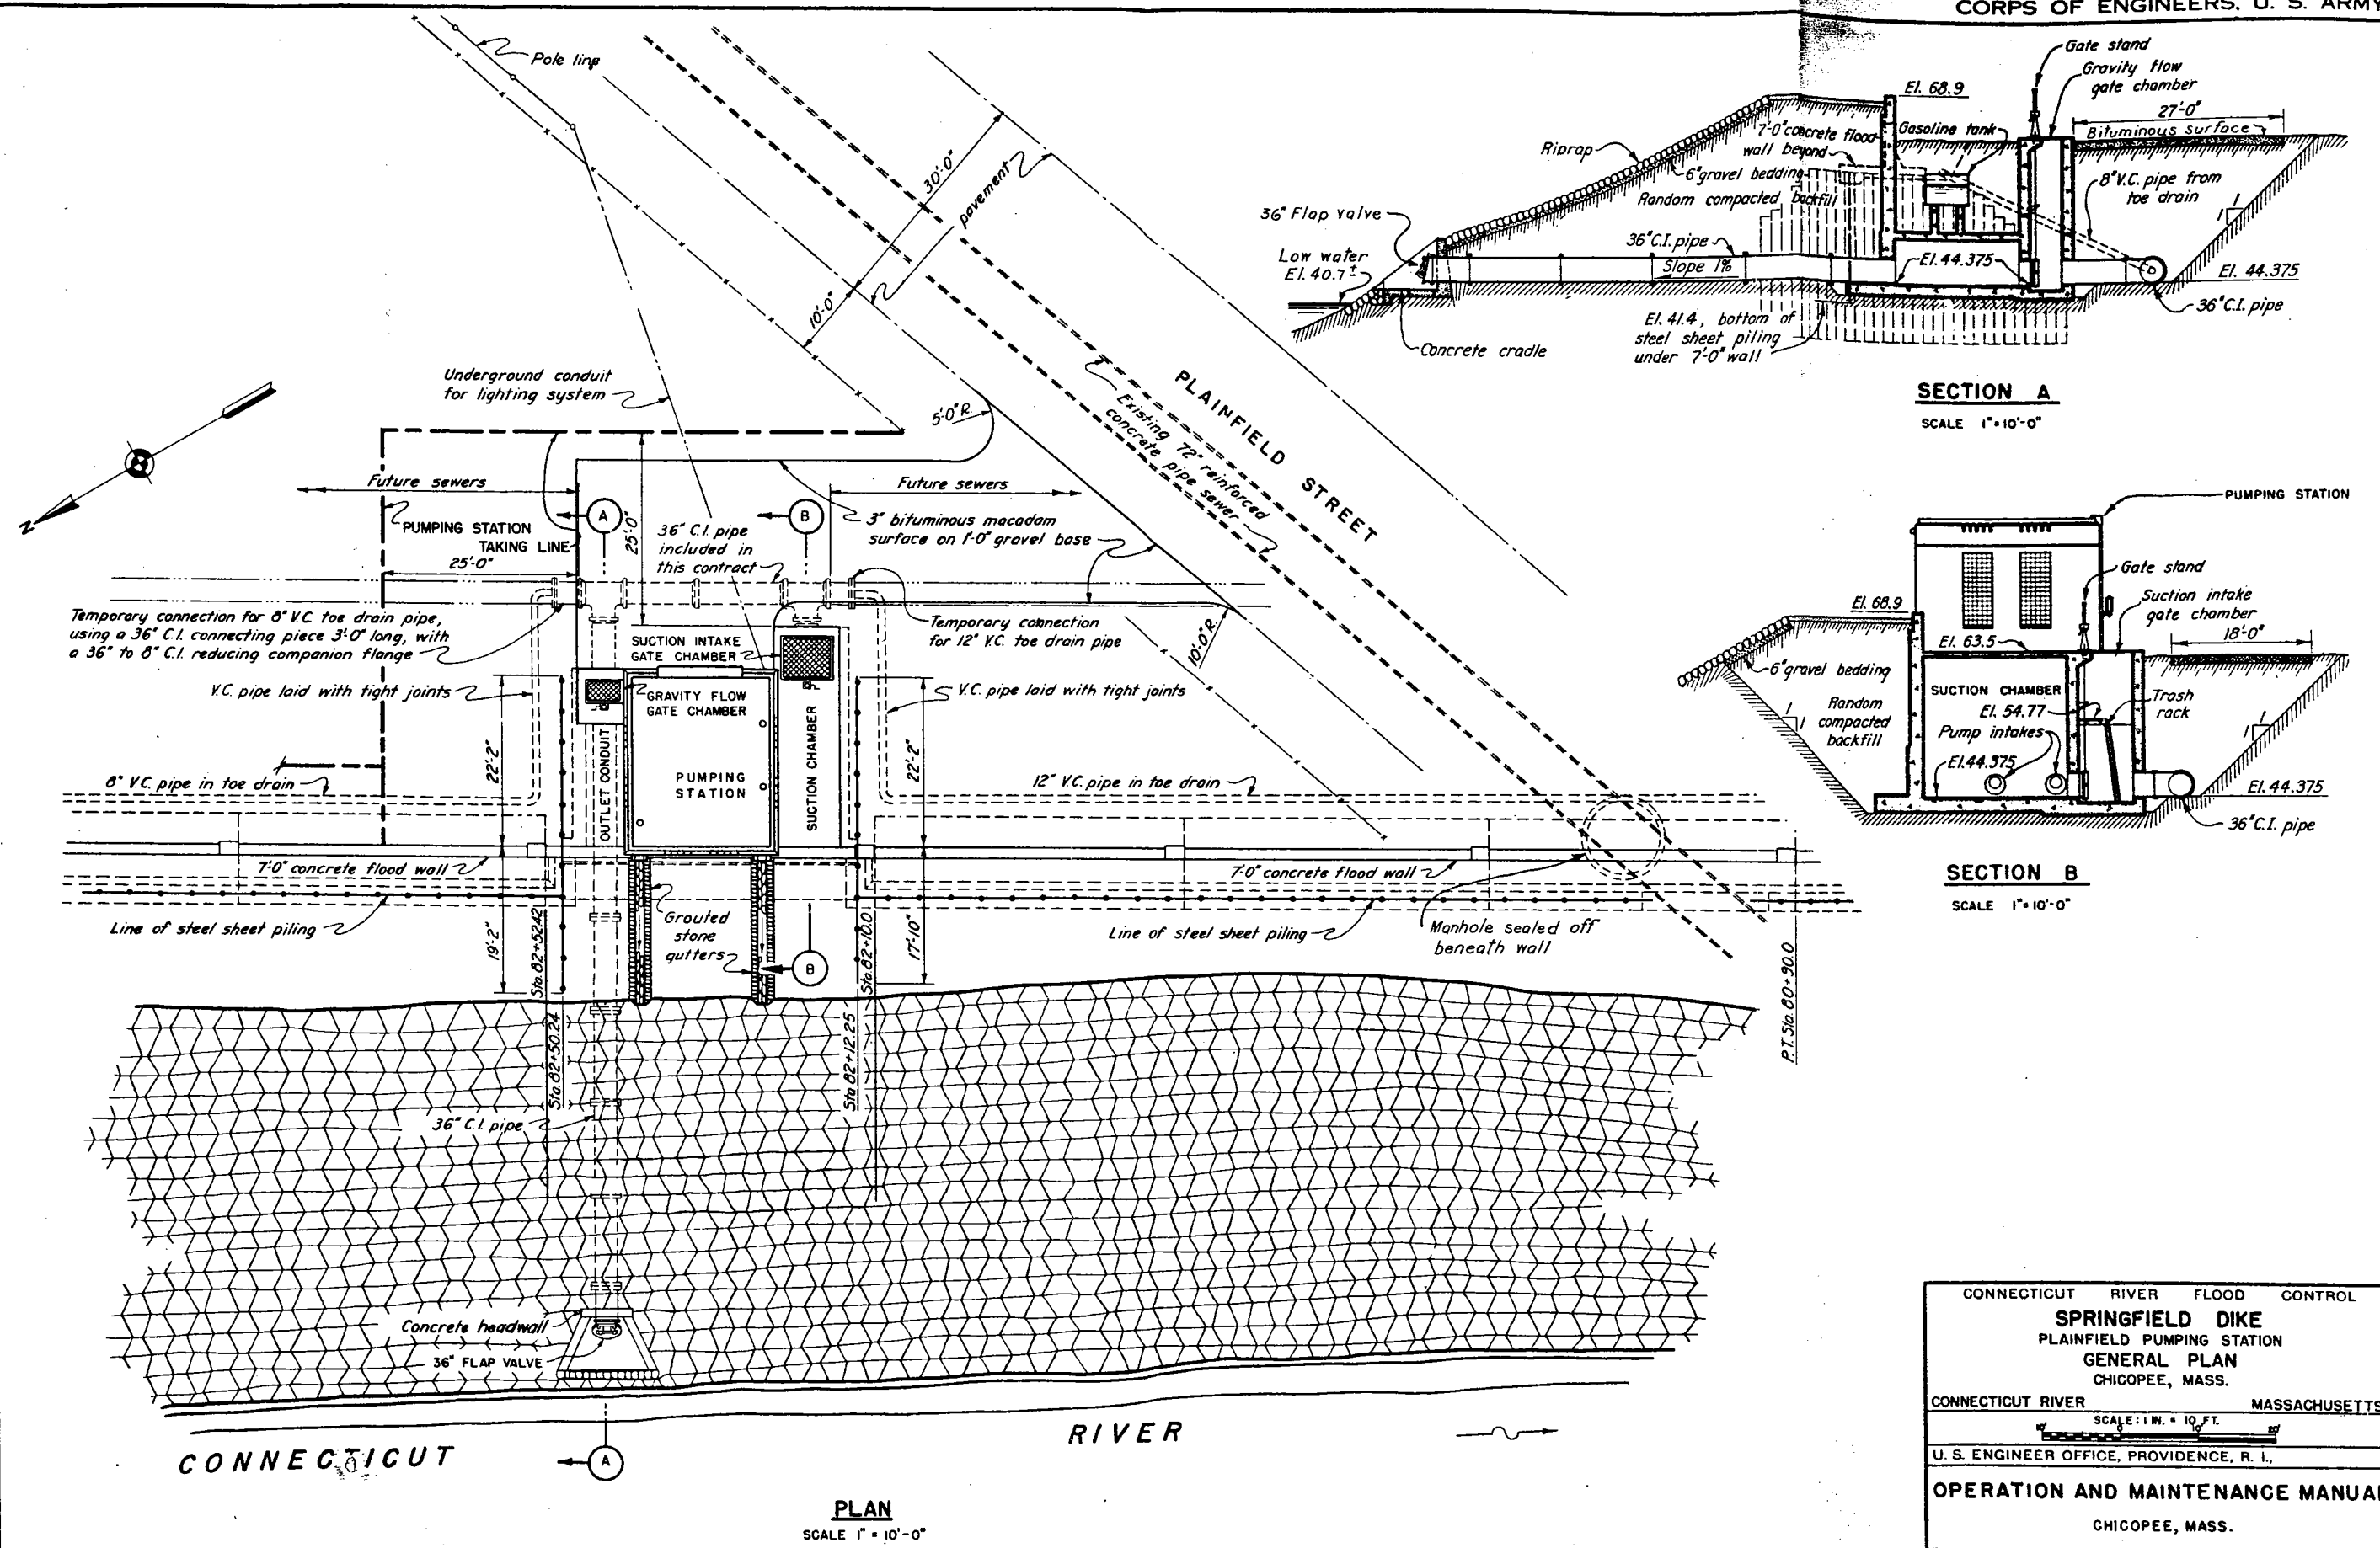 CORPS OF ENGINEERS, U. S. ARMY
Pole line
30'-0"
pavement
10'-0"
Underground conduit
for lighting system
5'-0" R.
PLAINFIELD STREET
Existing 72" reinforced
concrete pipe sewer
N
Future sewers
Future sewers
A
B
PUMPING STATION
TAKING LINE
25'-0"
25'-0"
36" C.I. pipe
included in
this contract
3" bituminous macadam
surface on 1'-0" gravel base
Temporary connection for 8" V.C. toe drain pipe,
using a 36" C.I. connecting piece 3'-0" long, with
a 36" to 8" C.I. reducing companion flange
SUCTION INTAKE
GATE CHAMBER
Temporary connection
for 12" V.C. toe drain pipe
10'-0" R.
V.C. pipe laid with tight joints
GRAVITY FLOW
GATE CHAMBER
V.C. pipe laid with tight joints
22'-2"
OUTLET CONDUIT
PUMPING
STATION
SUCTION CHAMBER
22'-2"
8" V.C. pipe in toe drain
12" V.C. pipe in toe drain
7'-0" concrete flood wall
7'-0" concrete flood wall
Line of steel sheet piling
19'-2"
Sta. 82+52.42
Grouted
stone
gutters
B
Sta. 82+10.0
17'-10"
Line of steel sheet piling
Manhole sealed off
beneath wall
P.T. Sta. 80+90.0
Sta. 82+50.24
Sta. 82+12.25
36" C.I. pipe
Concrete headwall
36" FLAP VALVE
CONNECTICUT RIVER
A
PLAN
SCALE 1" = 10'-0"
Gate stand
Gravity flow
gate chamber
El. 68.9
27'-0"
Bituminous surface
7'-0" concrete flood
wall beyond
Gasoline tank
Riprap
6" gravel bedding
Random compacted backfill
8" V.C. pipe from
toe drain
1
1
36" Flap valve
36" C.I. pipe
Low water
El. 40.7±
Slope 1%
El. 44.375
El. 44.375
36" C.I. pipe
El. 41.4, bottom of
steel sheet piling
under 7'-0" wall
Concrete cradle
SECTION A
SCALE 1" = 10'-0"
PUMPING STATION
Gate stand
Suction intake
gate chamber
El. 68.9
18'-0"
El. 63.5
6" gravel bedding
SUCTION CHAMBER
El. 54.77
Trash
rack
Random
compacted
backfill
1
1
Pump intakes
1
1
El. 44.375
El. 44.375
36" C.I. pipe
SECTION B
SCALE 1" = 10'-0"
CONNECTICUT RIVER FLOOD CONTROL
SPRINGFIELD DIKE
PLAINFIELD PUMPING STATION
GENERAL PLAN
CHICOPEE, MASS.
CONNECTICUT RIVER MASSACHUSETTS
SCALE: 1 IN. = 10 FT.
10' 0 10' 20'
U. S. ENGINEER OFFICE, PROVIDENCE, R. I.,
OPERATION AND MAINTENANCE MANUAL
CHICOPEE, MASS.